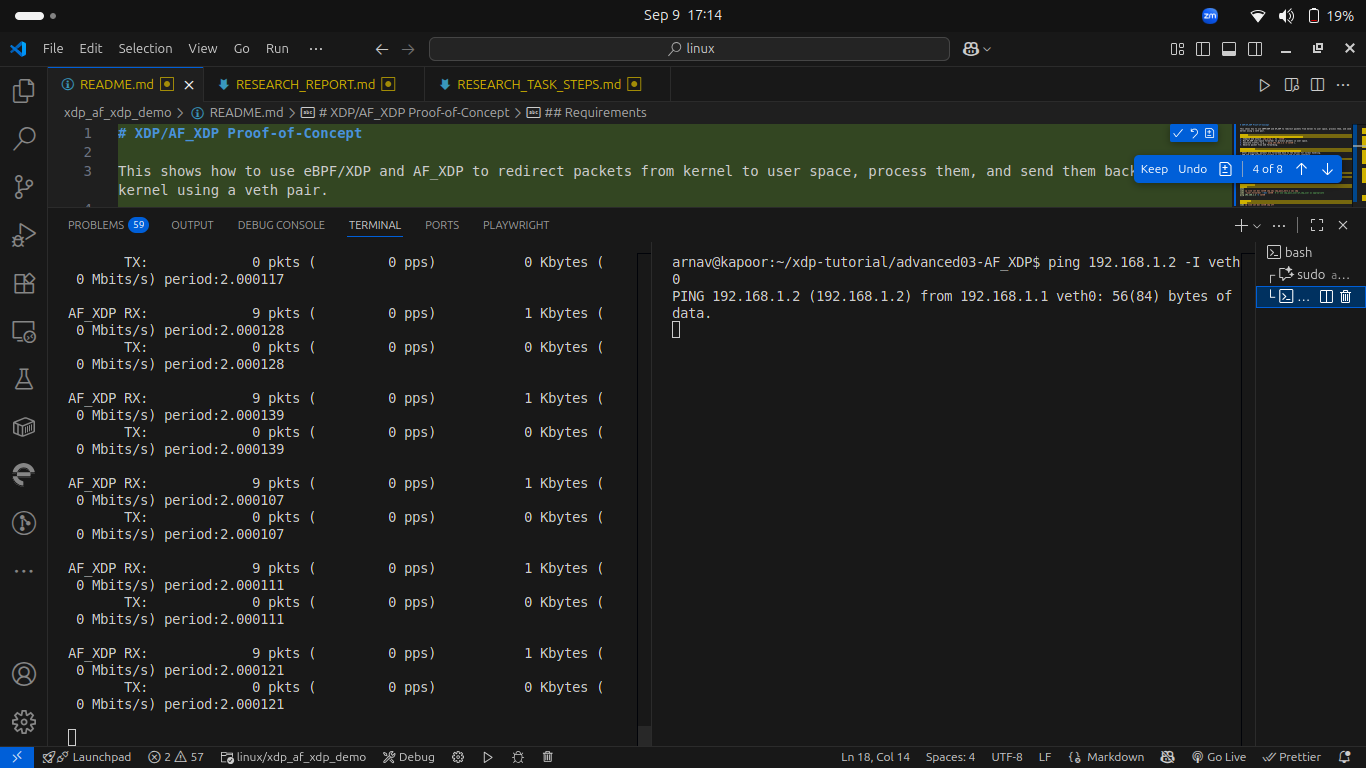 Sep 9 17:14
zm
19%
File Edit Selection View Go Run ···
linux
README.md
RESEARCH_REPORT.md
RESEARCH_TASK_STEPS.md
xdp_af_xdp_demo > README.md > # XDP/AF_XDP Proof-of-Concept > ## Requirements
1 # XDP/AF_XDP Proof-of-Concept
2
3 This shows how to use eBPF/XDP and AF_XDP to redirect packets from kernel to user space, process them, and send them back
kernel using a veth pair.
Keep Undo 4 of 8
PROBLEMS 59 OUTPUT DEBUG CONSOLE TERMINAL PORTS PLAYWRIGHT
TX: 0 pkts ( 0 pps) 0 Kbytes (
0 Mbits/s) period:2.000117
AF_XDP RX: 9 pkts ( 0 pps) 1 Kbytes (
0 Mbits/s) period:2.000128
TX: 0 pkts ( 0 pps) 0 Kbytes (
0 Mbits/s) period:2.000128
AF_XDP RX: 9 pkts ( 0 pps) 1 Kbytes (
0 Mbits/s) period:2.000139
TX: 0 pkts ( 0 pps) 0 Kbytes (
0 Mbits/s) period:2.000139
AF_XDP RX: 9 pkts ( 0 pps) 1 Kbytes (
0 Mbits/s) period:2.000107
TX: 0 pkts ( 0 pps) 0 Kbytes (
0 Mbits/s) period:2.000107
AF_XDP RX: 9 pkts ( 0 pps) 1 Kbytes (
0 Mbits/s) period:2.000111
TX: 0 pkts ( 0 pps) 0 Kbytes (
0 Mbits/s) period:2.000111
AF_XDP RX: 9 pkts ( 0 pps) 1 Kbytes (
0 Mbits/s) period:2.000121
TX: 0 pkts ( 0 pps) 0 Kbytes (
0 Mbits/s) period:2.000121
arnav@kapoor:~/xdp-tutorial/advanced03-AF_XDP$ ping 192.168.1.2 -I veth
0
PING 192.168.1.2 (192.168.1.2) from 192.168.1.1 veth0: 56(84) bytes of
data.
bash
sudo a...
...
Launchpad 2 57 linux/xdp_af_xdp_demo Debug Ln 18, Col 14 Spaces: 4 UTF-8 LF Markdown Go Live Prettier